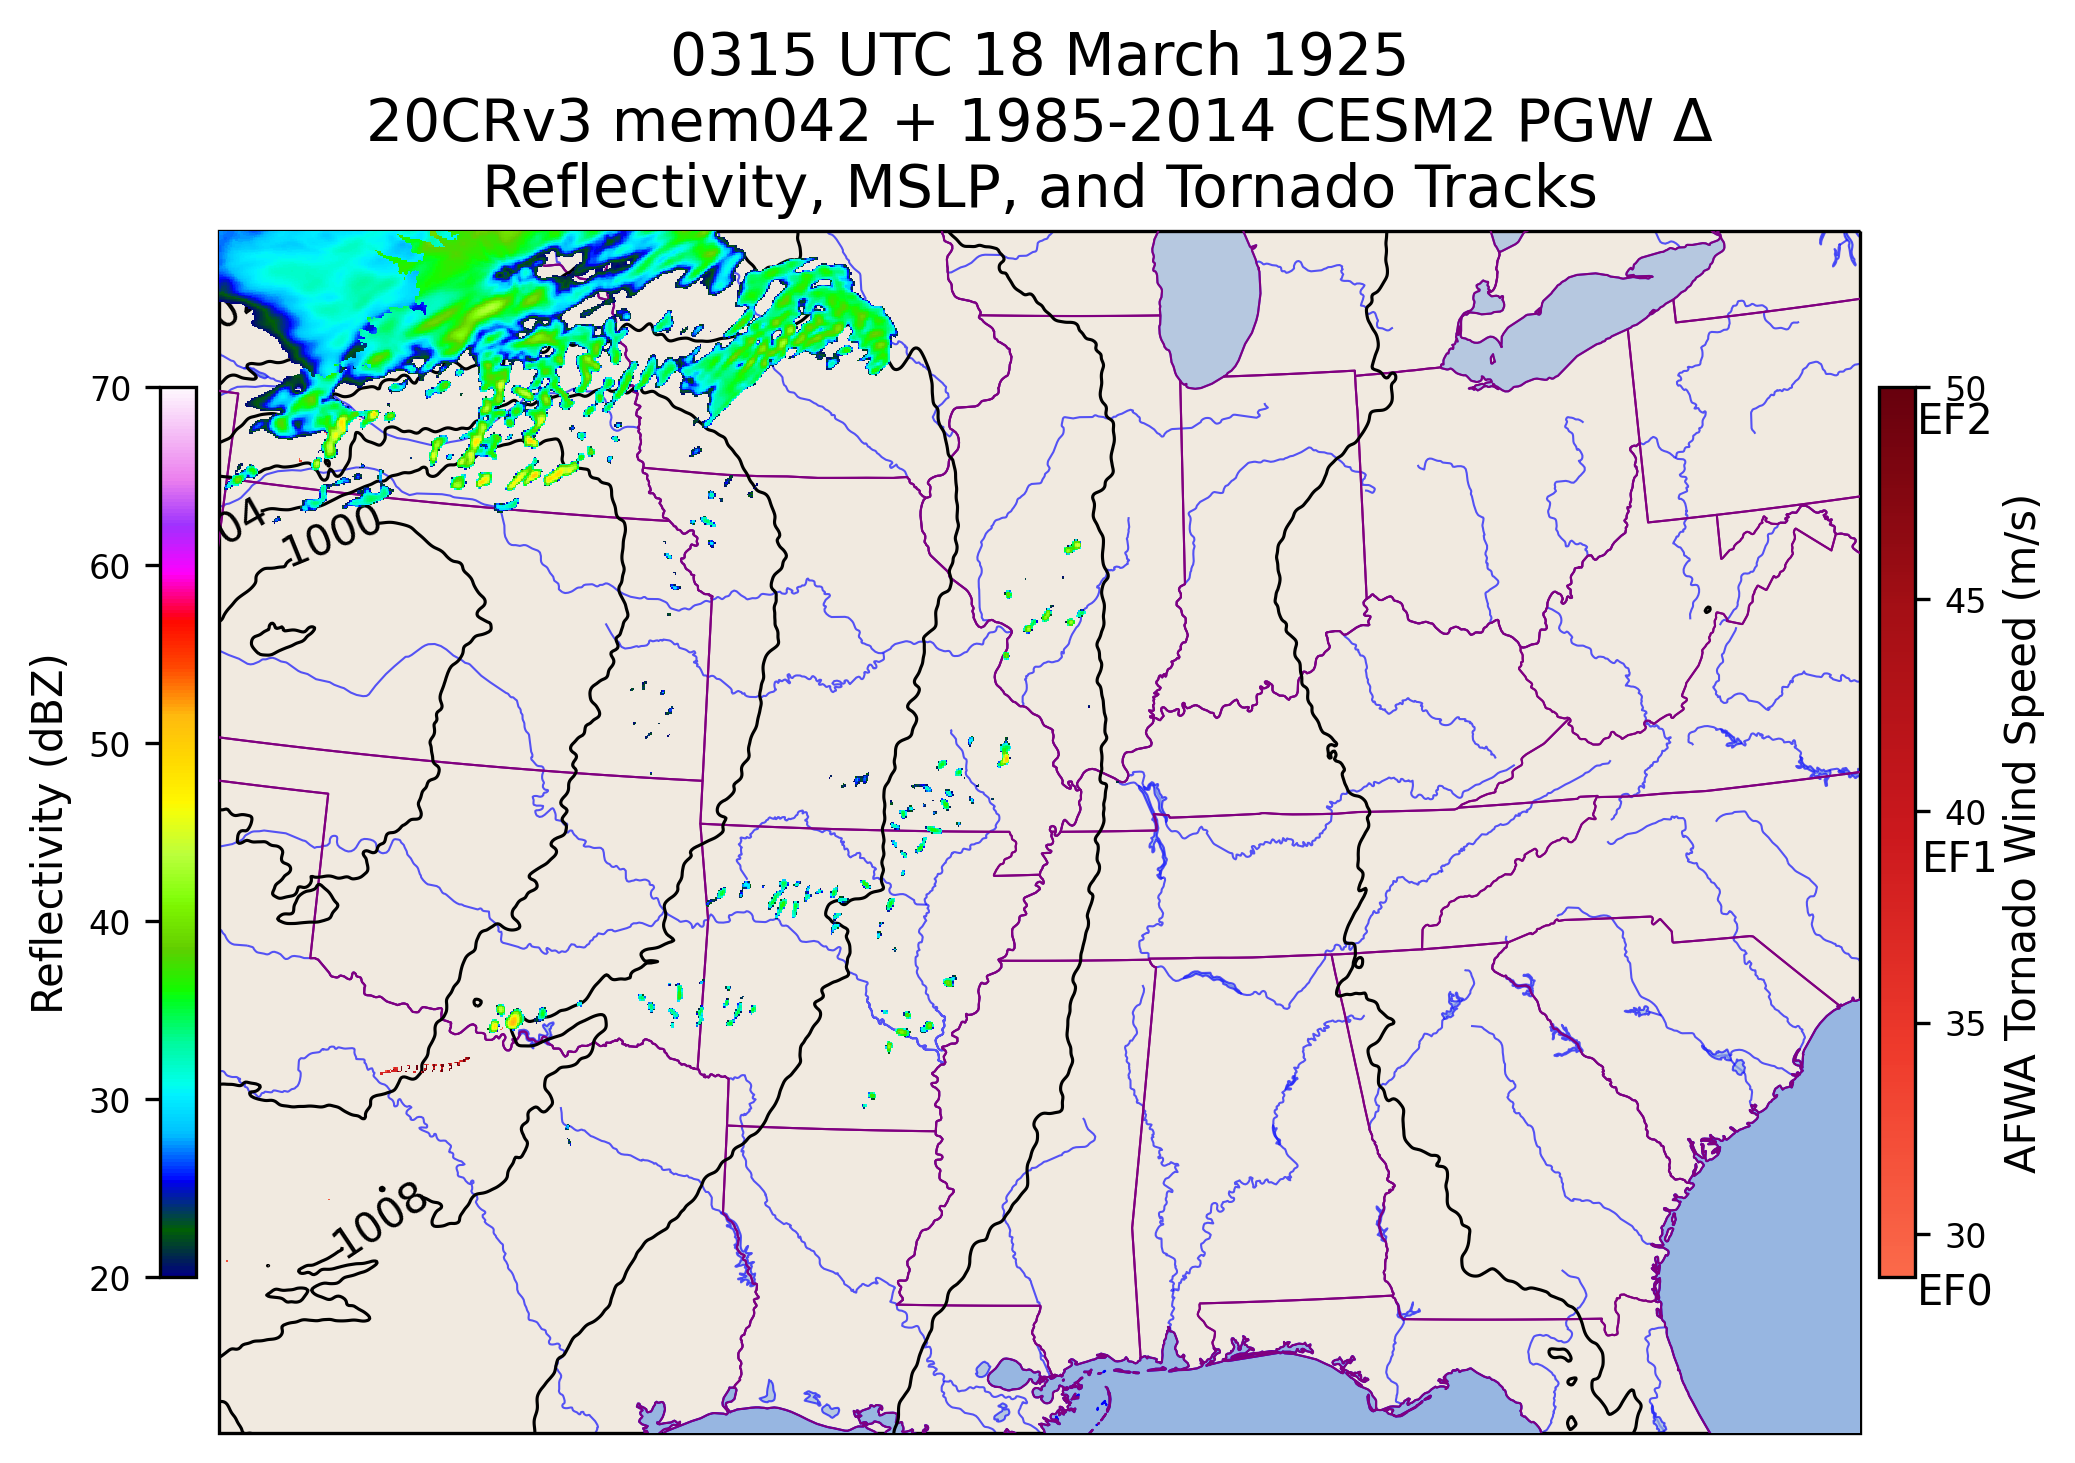 0315 UTC 18 March 1925
20CRv3 mem042 + 1985-2014 CESM2 PGW Δ
Reflectivity, MSLP, and Tornado Tracks
Reflectivity (dBZ)
70
60
50
40
30
20
04
1000
1008
50
EF2
45
40
EF1
35
30
EF0
AFWA Tornado Wind Speed (m/s)